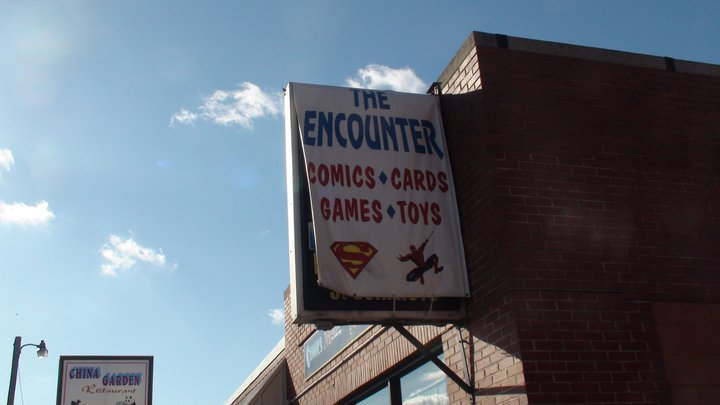 THE
ENCOUNTER
COMICS ♦ CARDS
GAMES ♦ TOYS
S
CHINA GARDEN
Restaurant